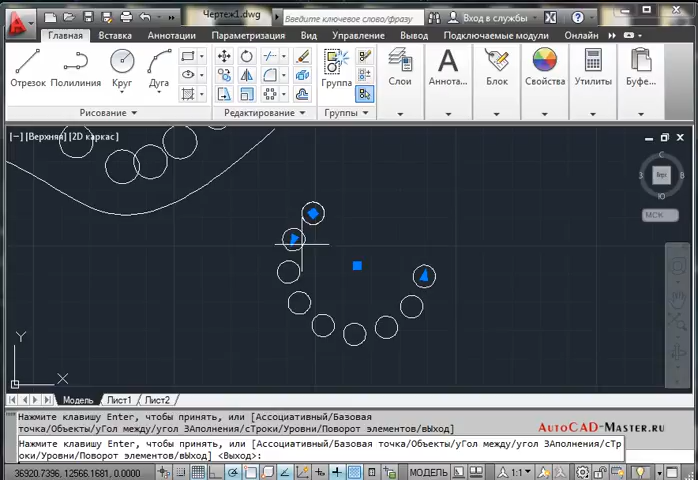 Чертеж1.dwg
Введите ключевое слово/фразу
Вход в службы
Главная Вставка Аннотации Параметризация Вид Управление Вывод Подключаемые модули Онлайн
Отрезок Полилиния Круг Дуга Группа Слои Аннота... Блок Свойства Утилиты Буфе...
Рисование Редактирование Группы
[−][Верхняя][2D каркас]
С
З Верх В
Ю
МСК
Y
X
Модель Лист1 Лист2
Нажмите клавишу Enter, чтобы принять, или [Ассоциативный/Базовая
точка/Объекты/уГол между/угол ЗАполнения/сТроки/Уровни/Поворот элементов/вЫход]
AutoCAD-Master.ru
Нажмите клавишу Enter, чтобы принять, или [Ассоциативный/Базовая точка/Объекты/уГол между/угол ЗАполнения/сТр
оки/Уровни/Поворот элементов/вЫход] <Выход>:
36920.7396, 12566.1681, 0.0000
МОДЕЛЬ
1:1